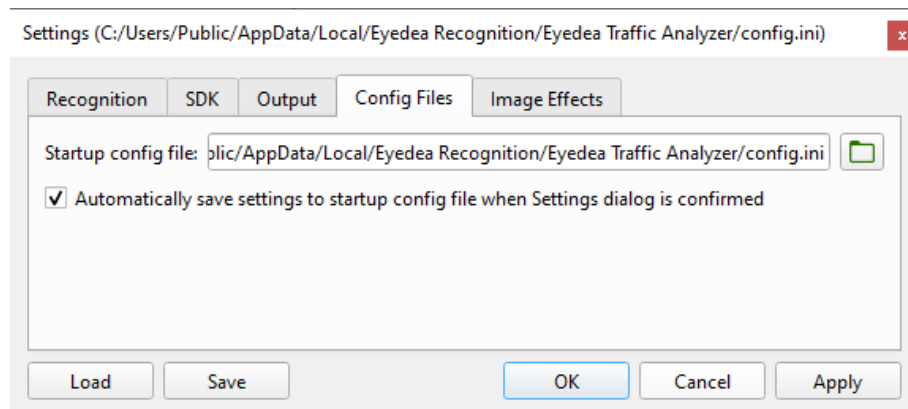 Settings (C:/Users/Public/AppData/Local/Eyedea Recognition/Eyedea Traffic Analyzer/config.ini) x
Recognition SDK Output Config Files Image Effects
Startup config file: blic/AppData/Local/Eyedea Recognition/Eyedea Traffic Analyzer/config.ini
Automatically save settings to startup config file when Settings dialog is confirmed
Load Save OK Cancel Apply